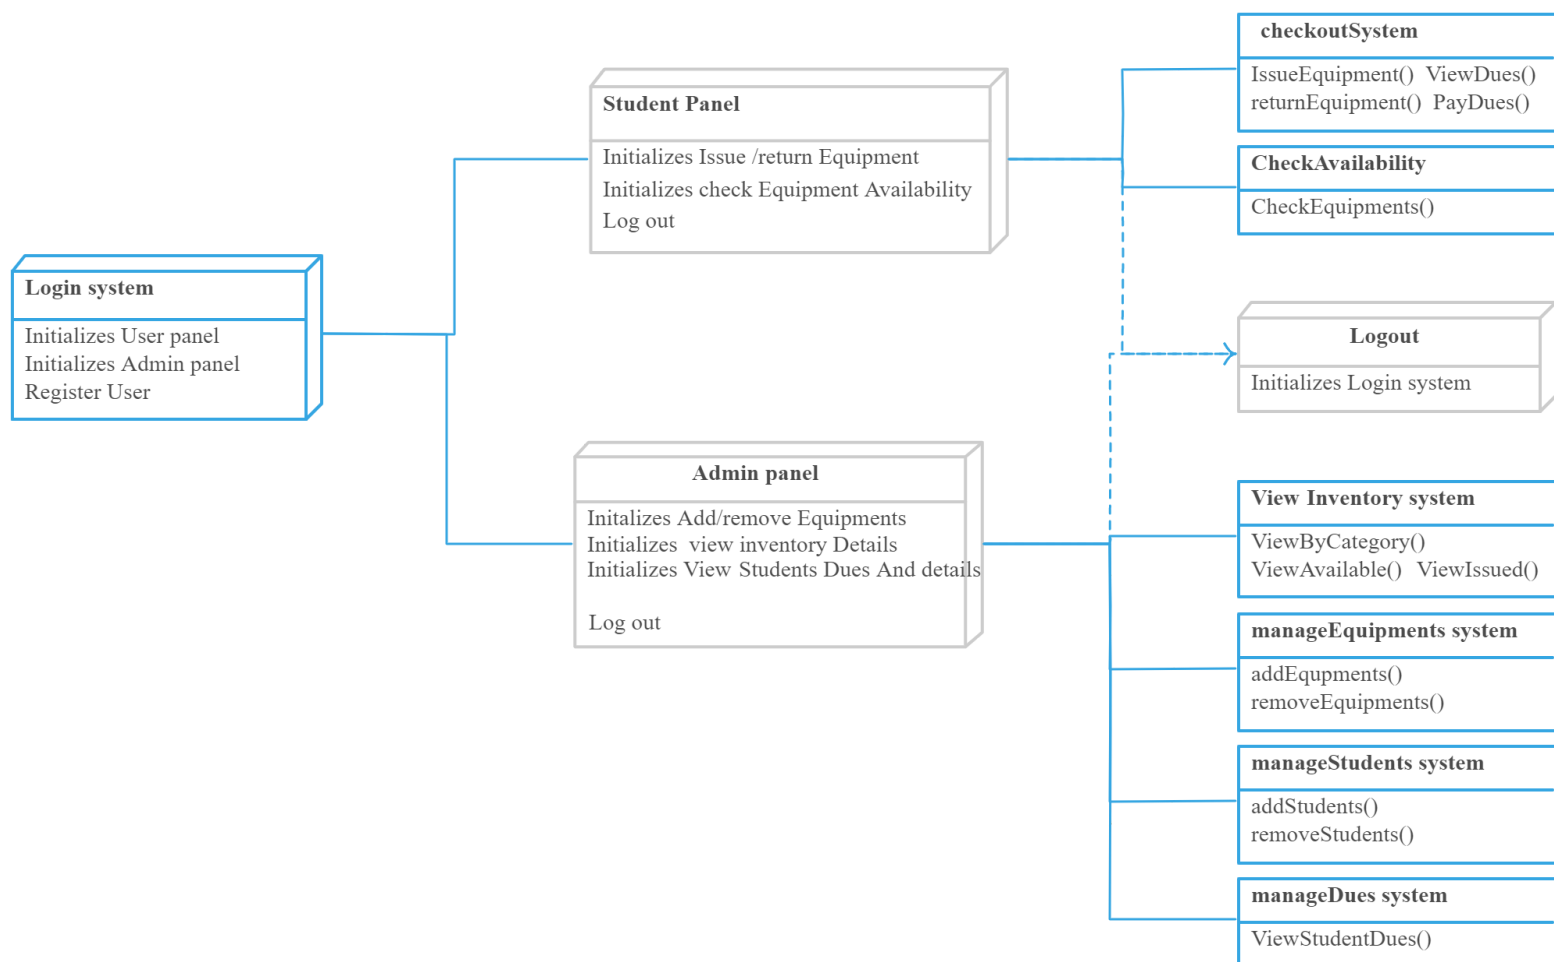 checkoutSystem
IssueEquipment()  ViewDues()
returnEquipment()  PayDues()
CheckAvailability
CheckEquipments()
Student Panel
Initializes Issue /return Equipment
Initializes check Equipment Availability
Log out
Login system
Initializes User panel
Initializes Admin panel
Register User
Logout
Initializes Login system
Admin panel
Initalizes Add/remove Equipments
Initializes  view inventory Details
Initializes View Students Dues And details
Log out
View Inventory system
ViewByCategory()
ViewAvailable()  ViewIssued()
manageEquipments system
addEqupments()
removeEquipments()
manageStudents system
addStudents()
removeStudents()
manageDues system
ViewStudentDues()